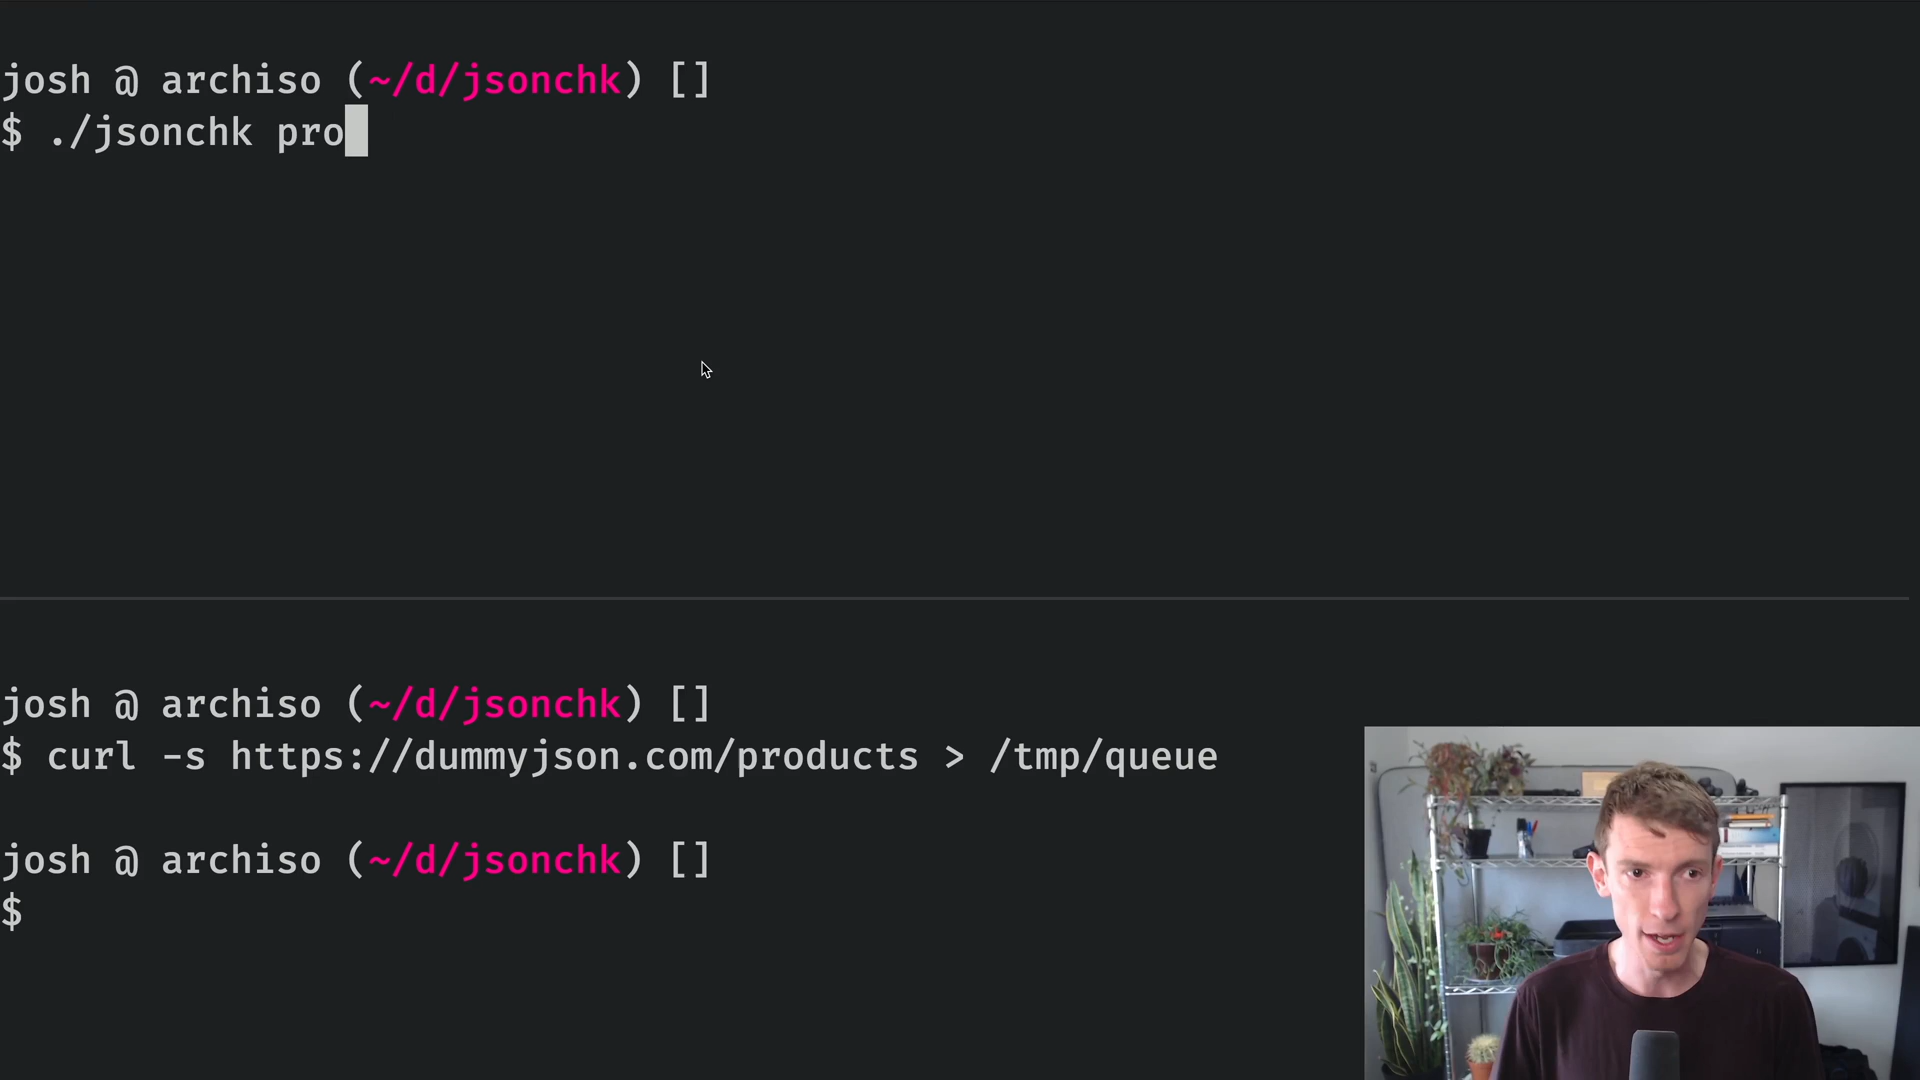 josh @ archiso (~/d/jsonchk) []
$ ./jsonchk pro
josh @ archiso (~/d/jsonchk) []
$ curl -s https://dummyjson.com/products > /tmp/queue
josh @ archiso (~/d/jsonchk) []
$